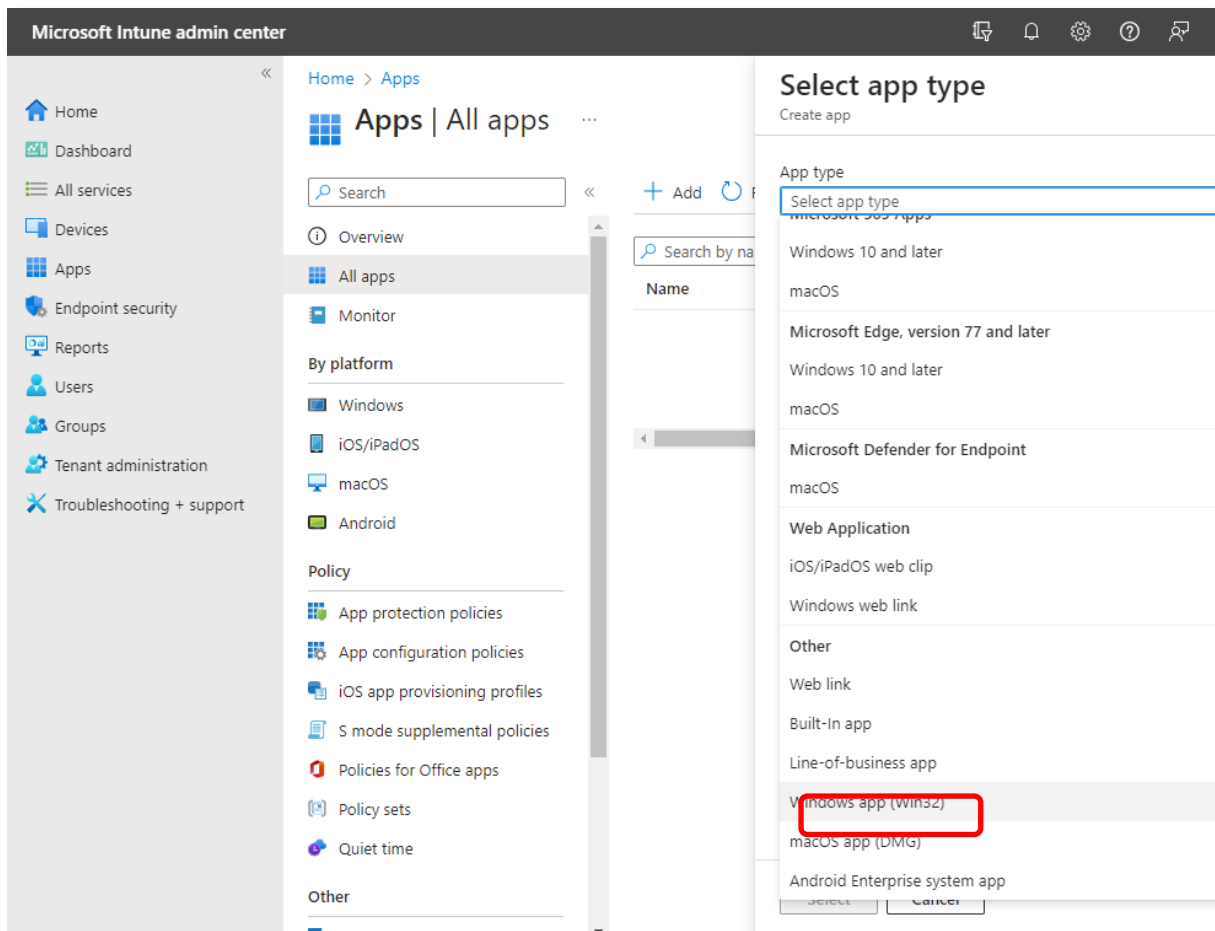 Microsoft Intune admin center
«
Home
Dashboard
All services
Devices
Apps
Endpoint security
Reports
Users
Groups
Tenant administration
Troubleshooting + support
Home > Apps
Apps | All apps ...
Search
«
Overview
All apps
Monitor
By platform
Windows
iOS/iPadOS
macOS
Android
Policy
App protection policies
App configuration policies
iOS app provisioning profiles
S mode supplemental policies
Policies for Office apps
Policy sets
Quiet time
Other
+ Add
Search by na
Name
Select app type
Create app
App type
Select app type
Microsoft 365 Apps
Windows 10 and later
macOS
Microsoft Edge, version 77 and later
Windows 10 and later
macOS
Microsoft Defender for Endpoint
macOS
Web Application
iOS/iPadOS web clip
Windows web link
Other
Web link
Built-In app
Line-of-business app
Windows app (Win32)
macOS app (DMG)
Android Enterprise system app
Select Cancel